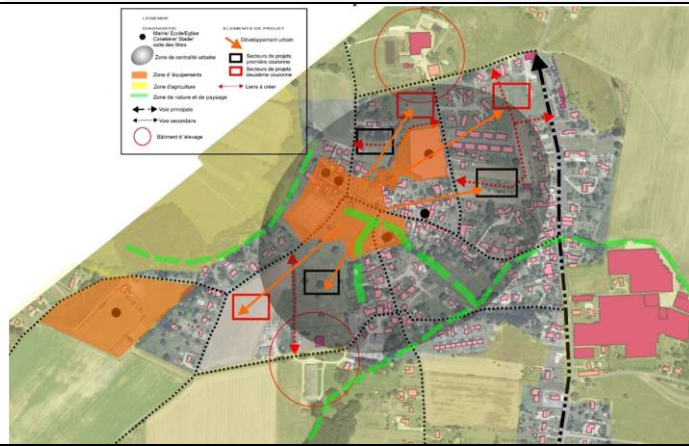 LEGENDE
DIAGNOSTIC
Mairie/ Ecole/Eglise
Cimetière/ Stade/
salle des fêtes
Zone de centralité urbaine
Zone d' équipements
Zone d'agriculture
Zone de nature et de paysage
Voie principale
Voie secondaire
Bâtiment d 'élevage
ELEMENTS DE PROJET
Développement urbain
Secteurs de projets
première couronne
Secteurs de projets
deuxième couronne
Liens à créer